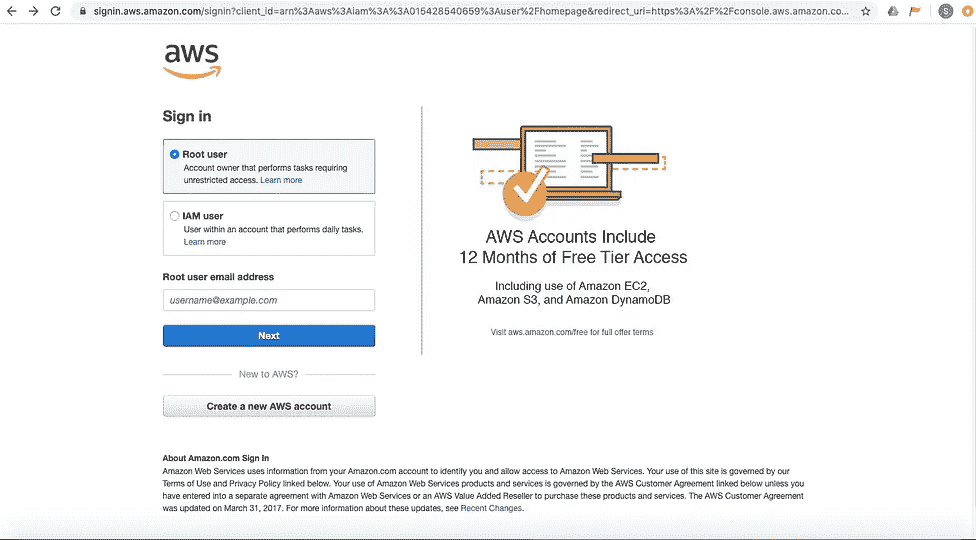 signin.aws.amazon.com/signin?client_id=arn%3Aaws%3Aiam%3A%3A015428540659%3Auser%2Fhomepage&redirect_uri=https%3A%2F%2Fconsole.aws.amazon.co...
S
aws
Sign in
Root user
Account owner that performs tasks requiring
unrestricted access. Learn more
IAM user
User within an account that performs daily tasks.
Learn more
Root user email address
username@example.com
Next
New to AWS?
Create a new AWS account
AWS Accounts Include
12 Months of Free Tier Access
Including use of Amazon EC2,
Amazon S3, and Amazon DynamoDB
Visit aws.amazon.com/free for full offer terms
About Amazon.com Sign In
Amazon Web Services uses information from your Amazon.com account to identify you and allow access to Amazon Web Services. Your use of this site is governed by our
Terms of Use and Privacy Policy linked below. Your use of Amazon Web Services products and services is governed by the AWS Customer Agreement linked below unless you
have entered into a separate agreement with Amazon Web Services or an AWS Value Added Reseller to purchase these products and services. The AWS Customer Agreement
was updated on March 31, 2017. For more information about these updates, see Recent Changes.